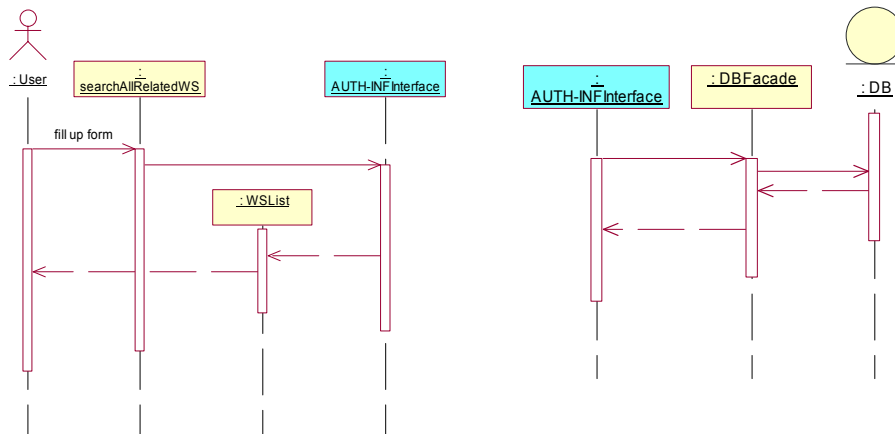 : User
:
searchAllRelatedWS
:
AUTH-INFInterface
fill up form
: WSList
:
AUTH-INFInterface
: DBFacade
: DB